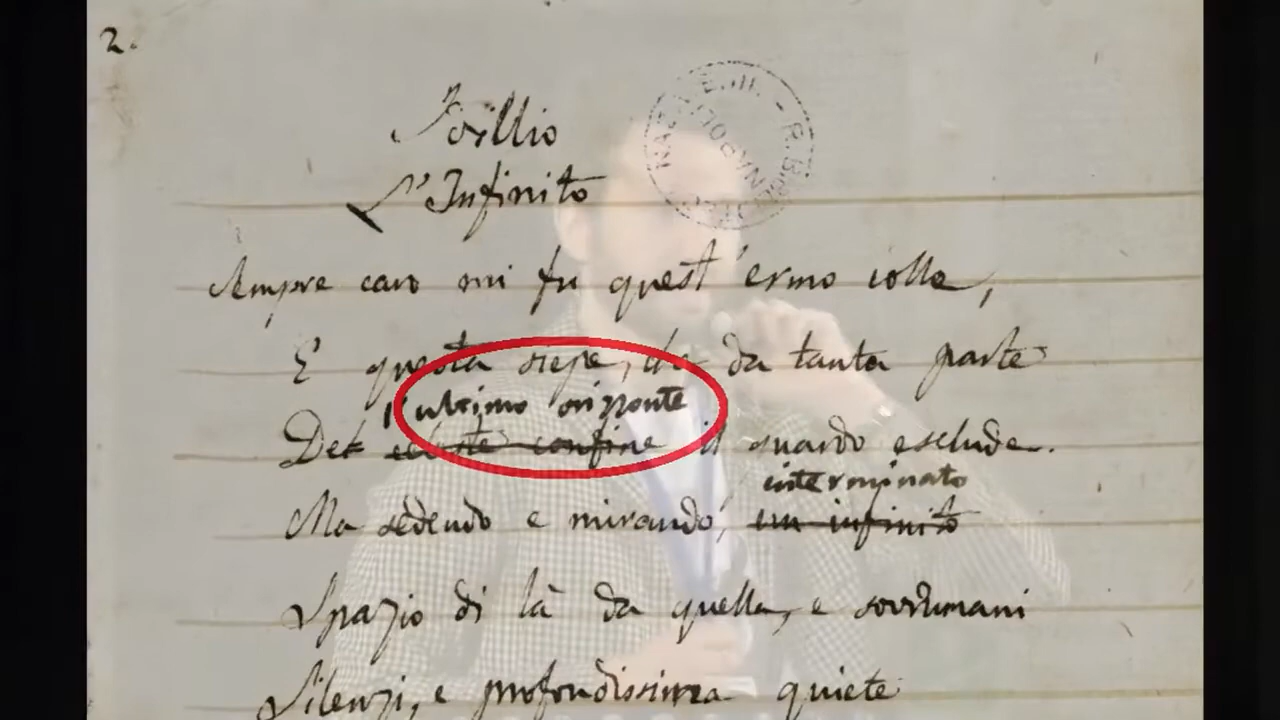 2.
Idillio
L'Infinito
Sempre caro mi fu quest'ermo colle,
E questa siepe, che da tanta parte
l'ultimo orizzonte
Del celeste confine il guardo esclude.
interminato
Ma sedendo e mirando, un infinito
Spazio di là da quella, e sovrumani
Silenzi, e profondissima quiete